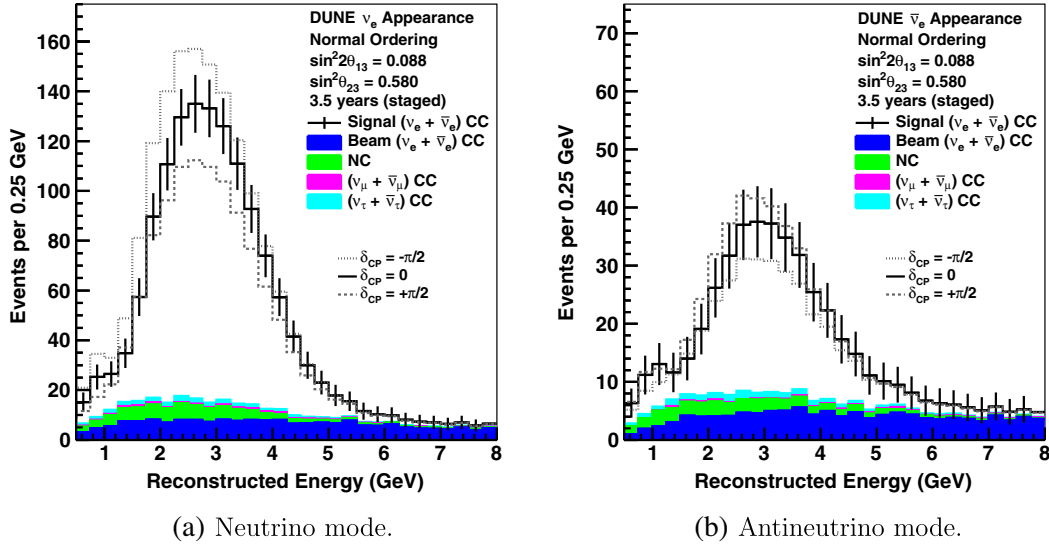 DUNE νe Appearance
Normal Ordering
sin²2θ13 = 0.088
sin²θ23 = 0.580
3.5 years (staged)
Signal (νe + ν̄e) CC
Beam (νe + ν̄e) CC
NC
(νμ + ν̄μ) CC
(ντ + ν̄τ) CC
δCP = -π/2
δCP = 0
δCP = +π/2
Events per 0.25 GeV
160
140
120
100
80
60
40
20
0
1 2 3 4 5 6 7 8
Reconstructed Energy (GeV)
(a) Neutrino mode.
DUNE ν̄e Appearance
Normal Ordering
sin²2θ13 = 0.088
sin²θ23 = 0.580
3.5 years (staged)
Signal (νe + ν̄e) CC
Beam (νe + ν̄e) CC
NC
(νμ + ν̄μ) CC
(ντ + ν̄τ) CC
δCP = -π/2
δCP = 0
δCP = +π/2
Events per 0.25 GeV
70
60
50
40
30
20
10
0
1 2 3 4 5 6 7 8
Reconstructed Energy (GeV)
(b) Antineutrino mode.